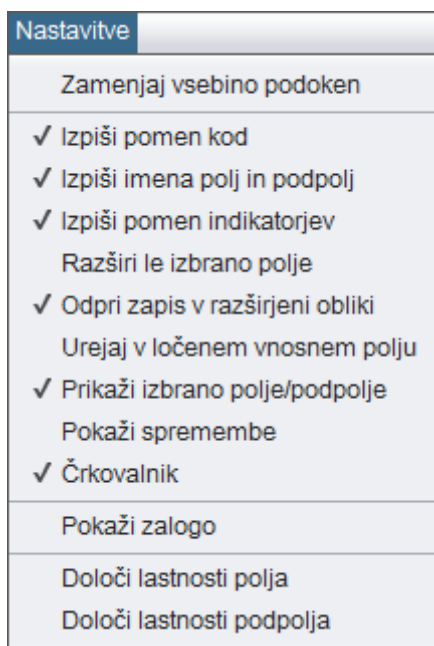 Nastavitve
Zamenjaj vsebino podoken
✓ Izpiši pomen kod
✓ Izpiši imena polj in podpolj
✓ Izpiši pomen indikatorjev
Razširi le izbrano polje
✓ Odpri zapis v razširjeni obliki
Urejaj v ločenem vnosnem polju
✓ Prikaži izbrano polje/podpolje
Pokaži spremembe
✓ Črkovalnik
Pokaži zalogo
Določi lastnosti polja
Določi lastnosti podpolja